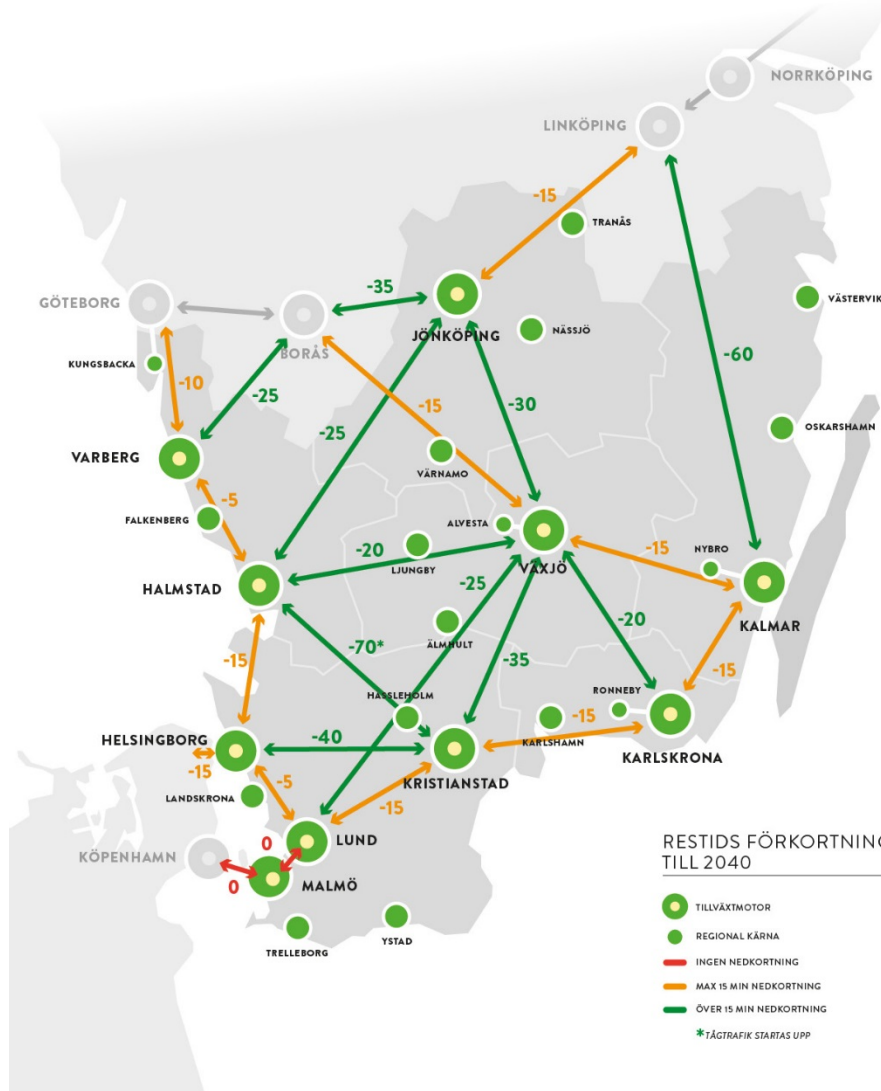 NORRKÖPING
LINKÖPING
-15
TRANÅS
-35
GÖTEBORG
VÄSTERVIK
JÖNKÖPING
NÄSSJÖ
BORÅS
KUNGSBACKA
-60
-10
-25
-15
-30
-25
OSKARSHAMN
VARBERG
VÄRNAMO
-5
FALKENBERG
ALVESTA
-20
-15
NYBRO
LJUNGBY
VÄXJÖ
-25
HALMSTAD
KALMAR
-20
ÄLMHULT
-70*
-15
-35
-15
RONNEBY
HÄSSLEHOLM
-15
HELSINGBORG
-40
KARLSHAMN
KARLSKRONA
-15
KRISTIANSTAD
-5
LANDSKRONA
-15
0
LUND
KÖPENHAMN
0
MALMÖ
YSTAD
TRELLEBORG
RESTIDS FÖRKORTNING
TILL 2040
TILLVÄXTMOTOR
REGIONAL KÄRNA
INGEN NEDKORTNING
MAX 15 MIN NEDKORTNING
ÖVER 15 MIN NEDKORTNING
*TÅGTRAFIK STARTAS UPP